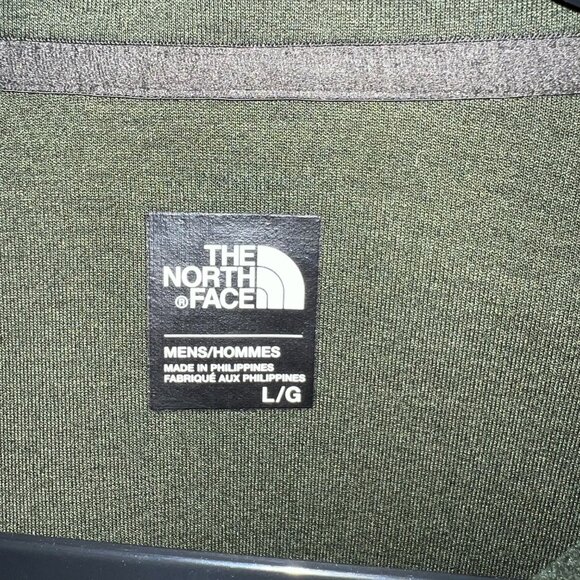 THE
NORTH
®FACE
MENS/HOMMES
MADE IN PHILIPPINES
FABRIQUÉ AUX PHILIPPINES
L/G